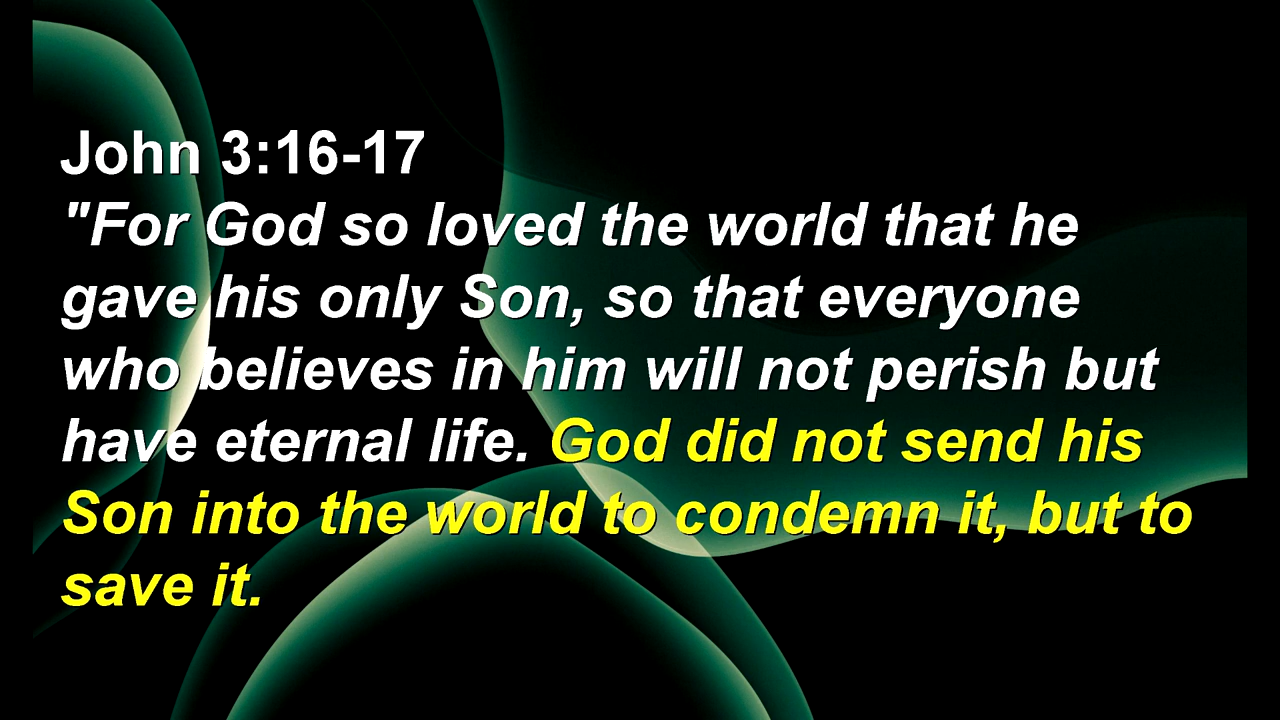 John 3:16-17
"For God so loved the world that he
gave his only Son, so that everyone
who believes in him will not perish but
have eternal life. God did not send his
Son into the world to condemn it, but to
save it.